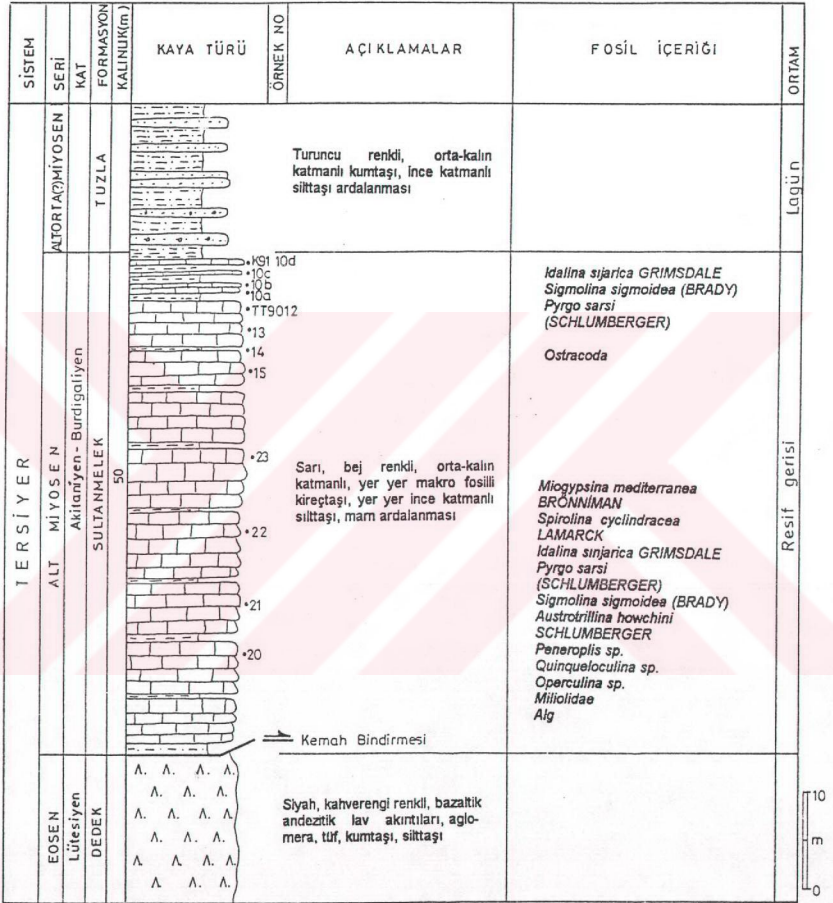 SİSTEM
SERİ
KAT
FORMASYON
KALINLIK(m)
KAYA TÜRÜ
ÖRNEK NO
AÇIKLAMALAR
FOSİL İÇERİĞİ
ORTAM
TERSİYER
ALTORTA(?)MİYOSEN
TUZLA
Turuncu renkli, orta-kalın
katmanlı kumtaşı, ince katmanlı
silttaşı ardalanması
Lagün
ALT MİYOSEN
Akitaniyen-Burdigaliyen
SULTANMELEK
50
•K91 10d
•10c
•10b
•10a
•TT9012
•13
•14
•15
•23
•22
•21
•20
Sarı, bej renkli, orta-kalın
katmanlı, yer yer makro fosilli
kireçtaşı, yer yer ince katmanlı
silttaşı, marn ardalanması
Idalina sijarica GRIMSDALE
Sigmolina sigmoidea (BRADY)
Pyrgo sarsi
(SCHLUMBERGER)
Ostracoda
Miogypsina mediterranea
BRÖNNİMAN
Spirolina cyclindracea
LAMARCK
Idalina sinjarica GRIMSDALE
Pyrgo sarsi
(SCHLUMBERGER)
Sigmolina sigmoidea (BRADY)
Austrotrillina howchini
SCHLUMBERGER
Peneroplis sp.
Quinqueloculina sp.
Operculina sp.
Miliolidae
Alg
Resif gerisi
Kemah Bindirmesi
EOSEN
Lütesiyen
DEDEK
Siyah, kahverengi renkli, bazaltik
andezitik lav akıntıları, aglo-
mera, tüf, kumtaşı, silttaşı
10
m
0